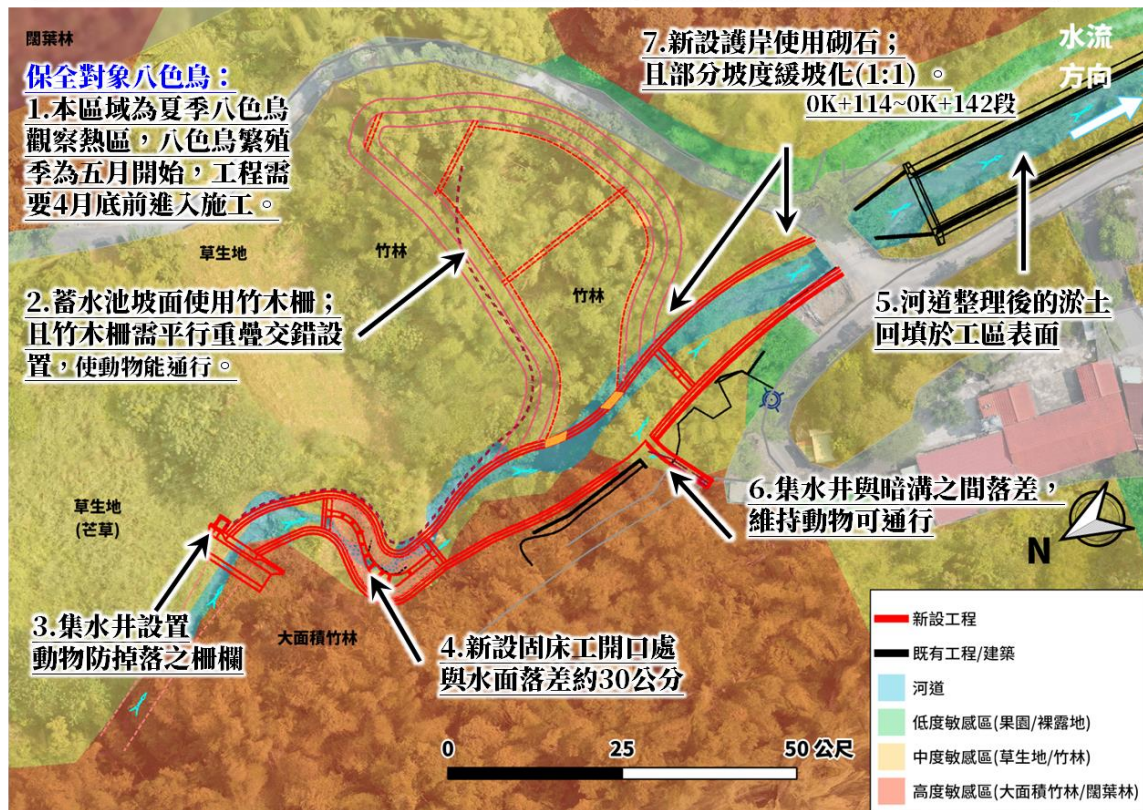 闊葉林
保全對象八色鳥：
1.本區域為夏季八色鳥
觀察熱區，八色鳥繁殖
季為五月開始，工程需
要4月底前進入施工。
7.新設護岸使用砌石；
且部分坡度緩坡化(1:1) 。
0K+114~0K+142段
水流
方向
草生地
竹林
竹林
2.蓄水池坡面使用竹木柵；
且竹木柵需平行重疊交錯設
置，使動物能通行。
5.河道整理後的淤土
回填於工區表面
草生地
(芒草)
6.集水井與暗溝之間落差，
維持動物可通行
N
3.集水井設置
動物防掉落之柵欄
大面積竹林
4.新設固床工開口處
與水面落差約30公分
0 25 50 公尺
新設工程
既有工程/建築
河道
低度敏感區(果園/裸露地)
中度敏感區(草生地/竹林)
高度敏感區(大面積竹林/闊葉林)